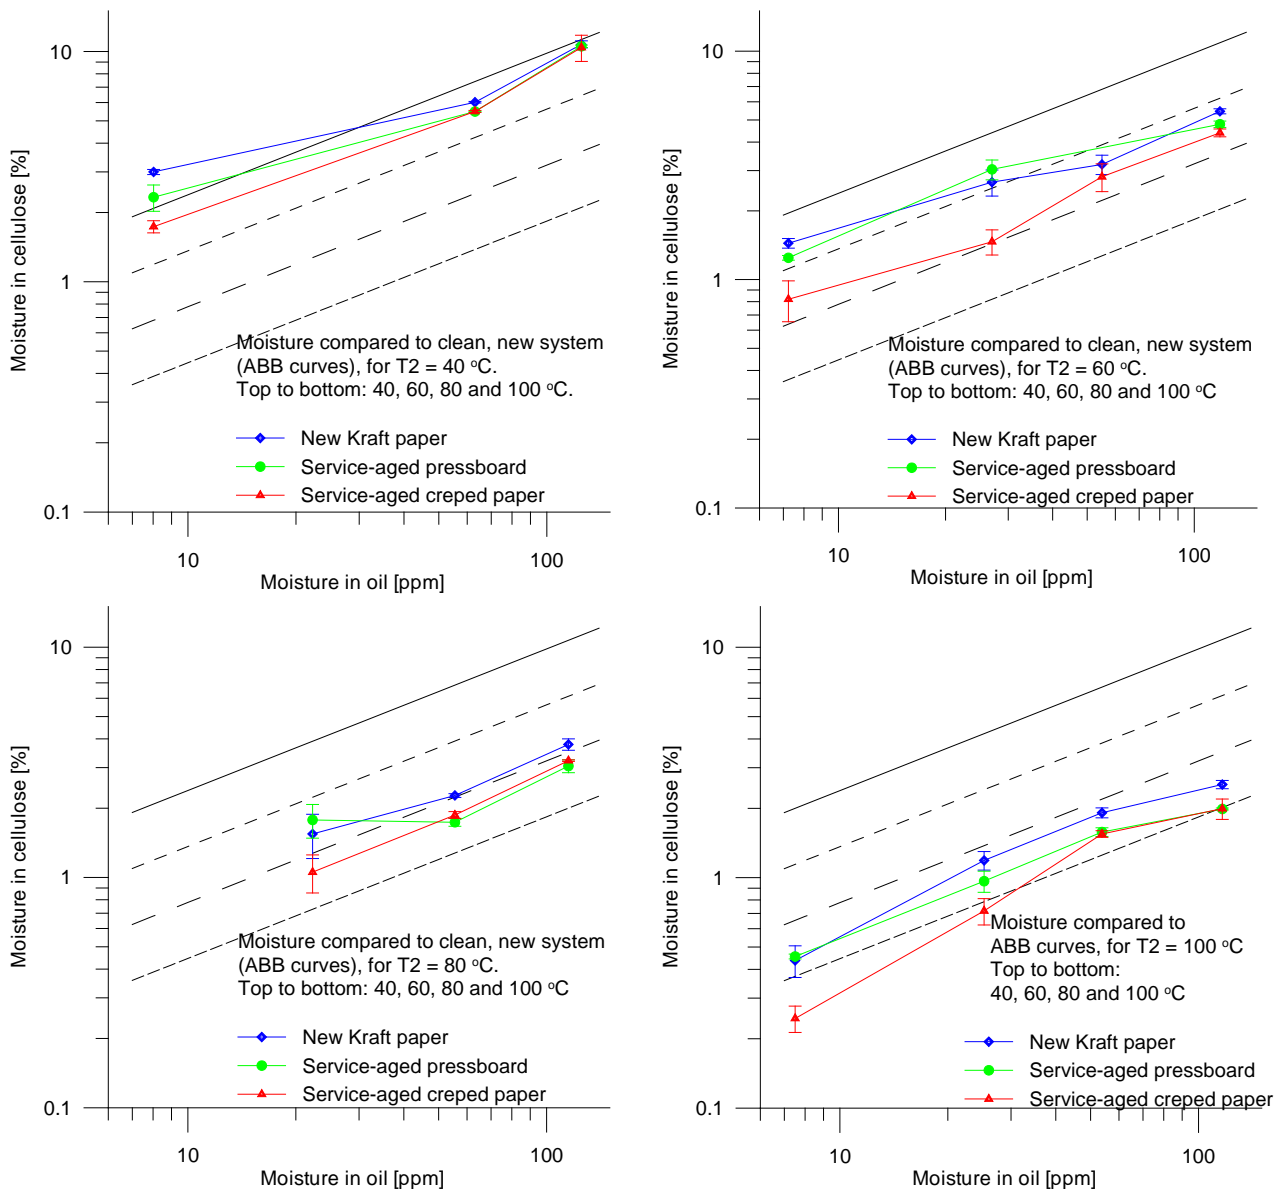 10
1
0.1
Moisture in cellulose [%]
Moisture compared to clean, new system
(ABB curves), for T2 = 40 °C.
Top to bottom: 40, 60, 80 and 100 °C.
New Kraft paper
Service-aged pressboard
Service-aged creped paper
10
100
Moisture in oil [ppm]
10
1
0.1
Moisture in cellulose [%]
Moisture compared to clean, new system
(ABB curves), for T2 = 60 °C.
Top to bottom: 40, 60, 80 and 100 °C
New Kraft paper
Service-aged pressboard
Service-aged creped paper
10
100
Moisture in oil [ppm]
10
1
0.1
Moisture in cellulose [%]
Moisture compared to clean, new system
(ABB curves), for T2 = 80 °C.
Top to bottom: 40, 60, 80 and 100 °C
New Kraft paper
Service-aged pressboard
Service-aged creped paper
10
100
Moisture in oil [ppm]
10
1
0.1
Moisture in cellulose [%]
Moisture compared to
ABB curves, for T2 = 100 °C
Top to bottom:
40, 60, 80 and 100 °C
New Kraft paper
Service-aged pressboard
Service-aged creped paper
10
100
Moisture in oil [ppm]